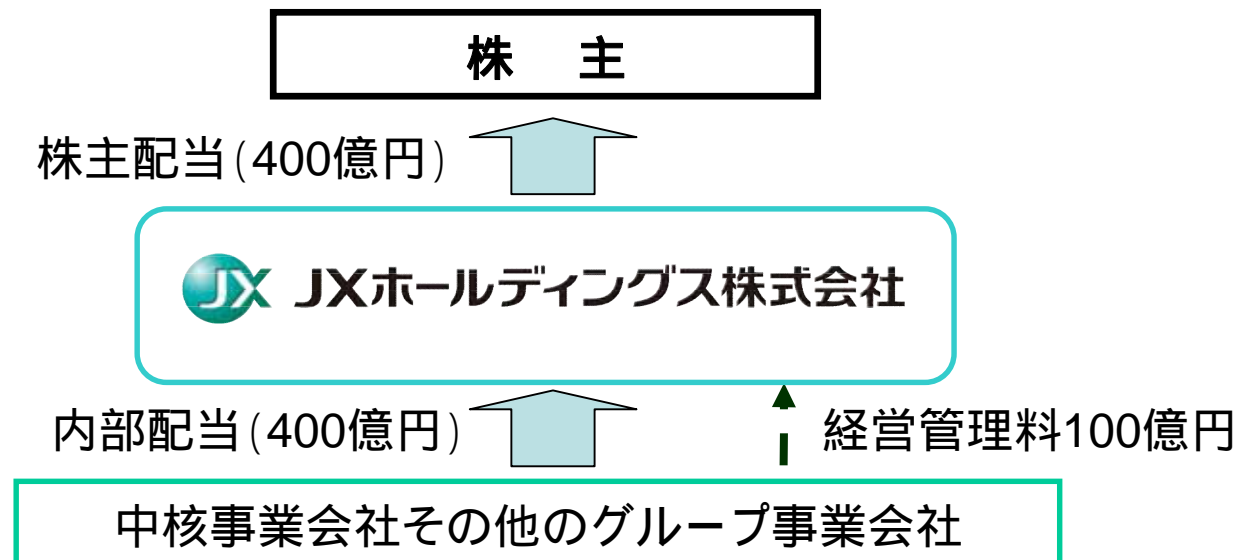 株 主
株主配当(400億円)
JX JXホールディングス株式会社
内部配当(400億円)
経営管理料100億円
中核事業会社その他のグループ事業会社